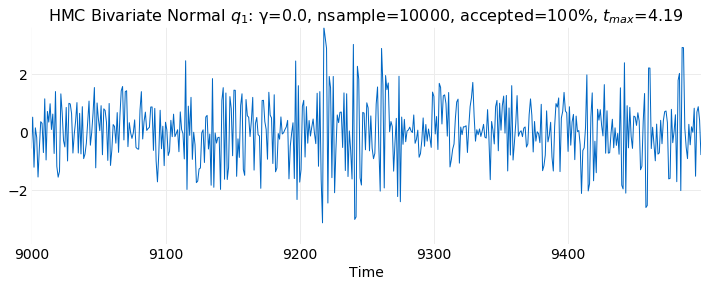 HMC Bivariate Normal q₁: γ=0.0, nsample=10000, accepted=100%, tₘₐₓ=4.19
2
0
−2
9000 9100 9200 9300 9400
Time